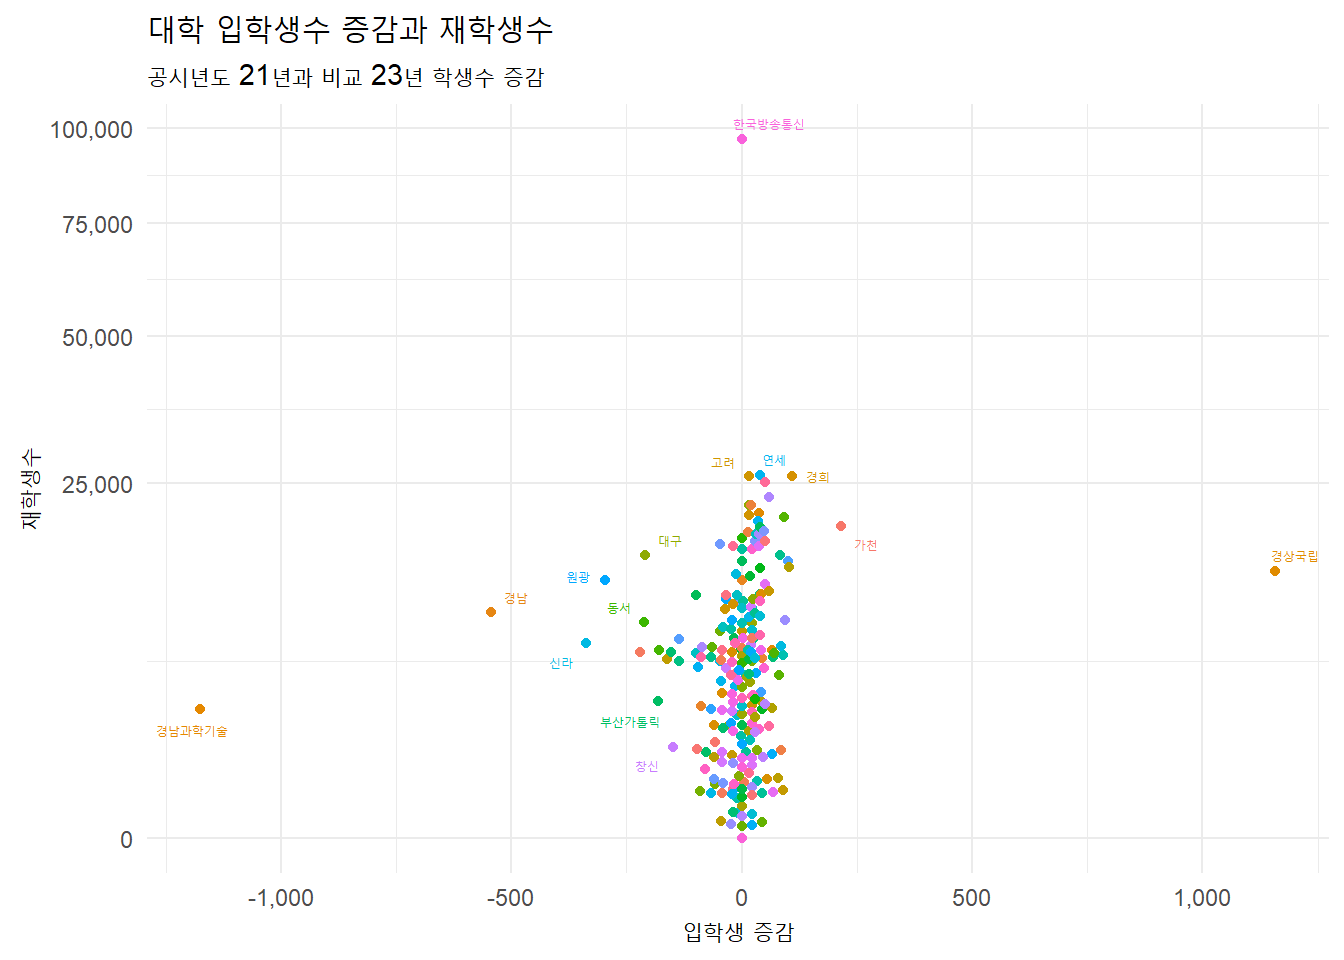 대학 입학생수 증감과 재학생수
공시년도 21년과 비교 23년 학생수 증감
100,000
75,000
50,000
25,000
0
재학생수
한국방송통신
고려
연세
경희
가천
대구
경상국립
원광
경남
동서
신라
부산가톨릭
경남과학기술
창신
-1,000
-500
0
500
1,000
입학생 증감